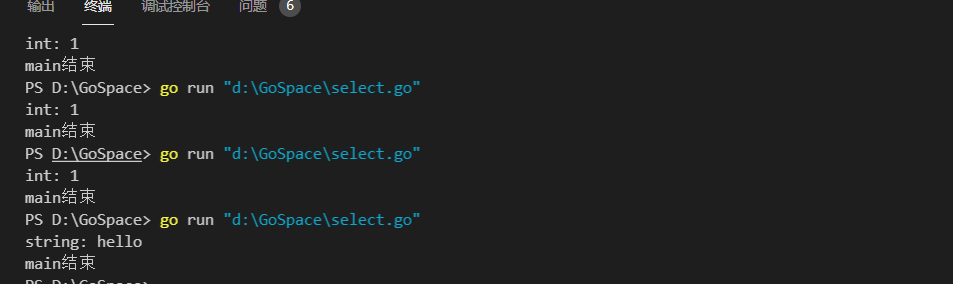 输出 终端 调试控制台 问题 6
int: 1
main结束
PS D:\GoSpace> go run "d:\GoSpace\select.go"
int: 1
main结束
PS D:\GoSpace> go run "d:\GoSpace\select.go"
int: 1
main结束
PS D:\GoSpace> go run "d:\GoSpace\select.go"
string: hello
main结束
PS D:\GoSpace>